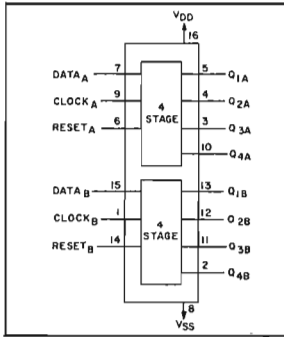 VDD
16
DATAA 7 5 Q1A
CLOCKA 9 4 Q2A
RESETA 6 4 STAGE 3 Q3A
10 Q4A
DATAB 15 13 Q1B
CLOCKB 1 4 STAGE 12 Q2B
RESETB 14 11 Q3B
2 Q4B
8
VSS